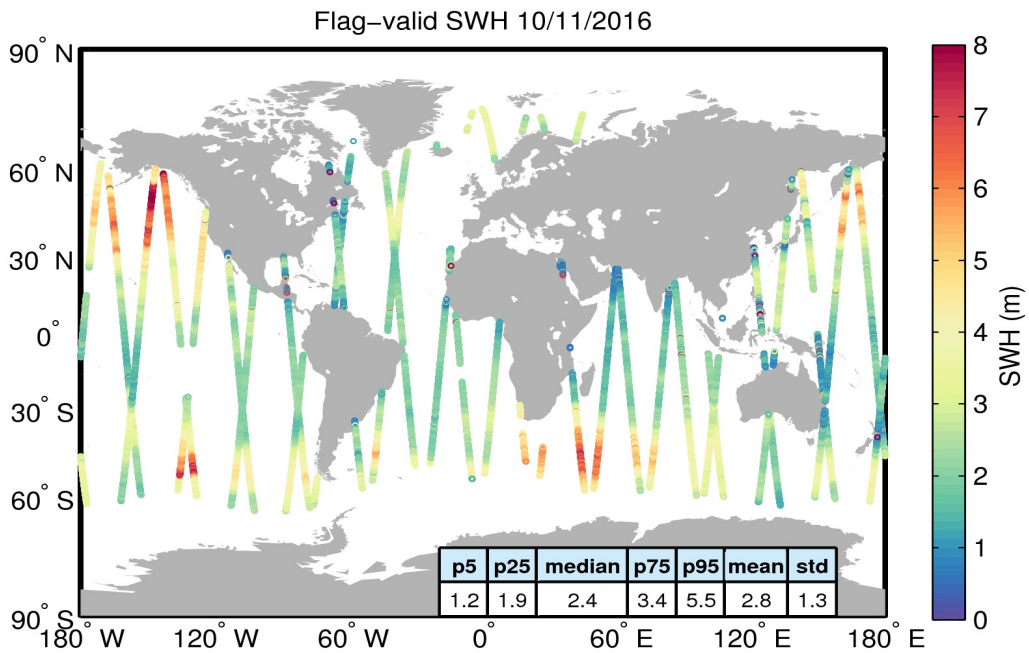 Flag−valid SWH 10/11/2016
90° N
60° N
30° N
0°
30° S
60° S
90° S
180° W
120° W
60° W
0°
60° E
120° E
180° E
p5 p25 median p75 p95 mean std
1.2 1.9 2.4 3.4 5.5 2.8 1.3
8
7
6
5
4
3
2
1
0
SWH (m)